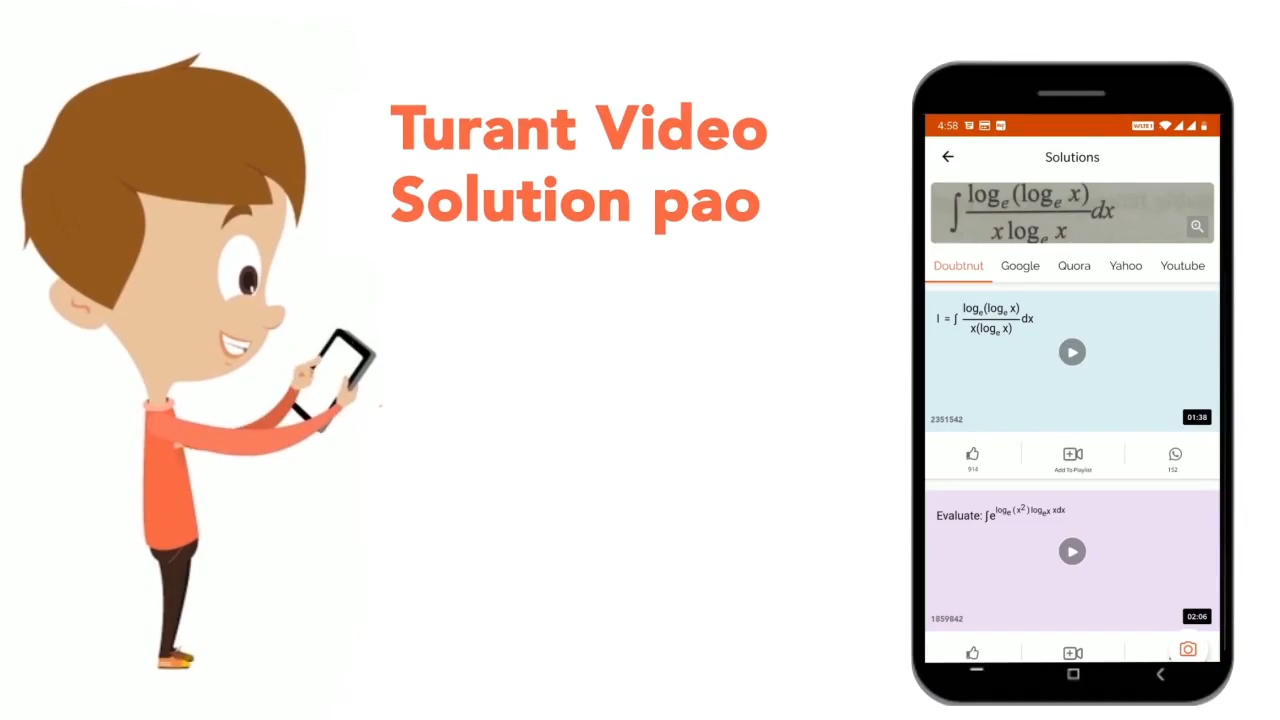 Turant Video
Solution pao
4:58
VoLTE1
Solutions
∫ logₑ(logₑ x) / x logₑ x dx
Doubtnut Google Quora Yahoo Youtube
I = ∫ logₑ(logₑ x) / x(logₑ x) dx
2351542 01:38
914 Add To Playlist 152
Evaluate: ∫e^logₑ(x²)logₑx xdx
1859842 02:06